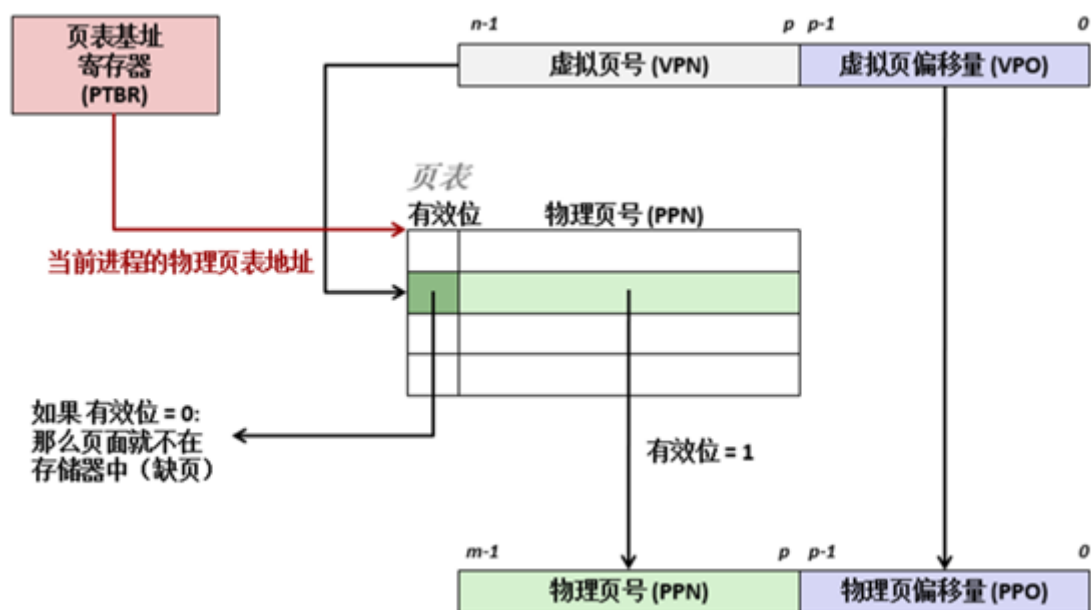 页表基址
寄存器
(PTBR)
n-1 p p-1 0
虚拟页号 (VPN) 虚拟页偏移量 (VPO)
页表
有效位 物理页号 (PPN)
当前进程的物理页表地址
如果 有效位 = 0:
那么页面就不在
存储器中（缺页）
有效位 = 1
m-1 p p-1 0
物理页号 (PPN) 物理页偏移量 (PPO)